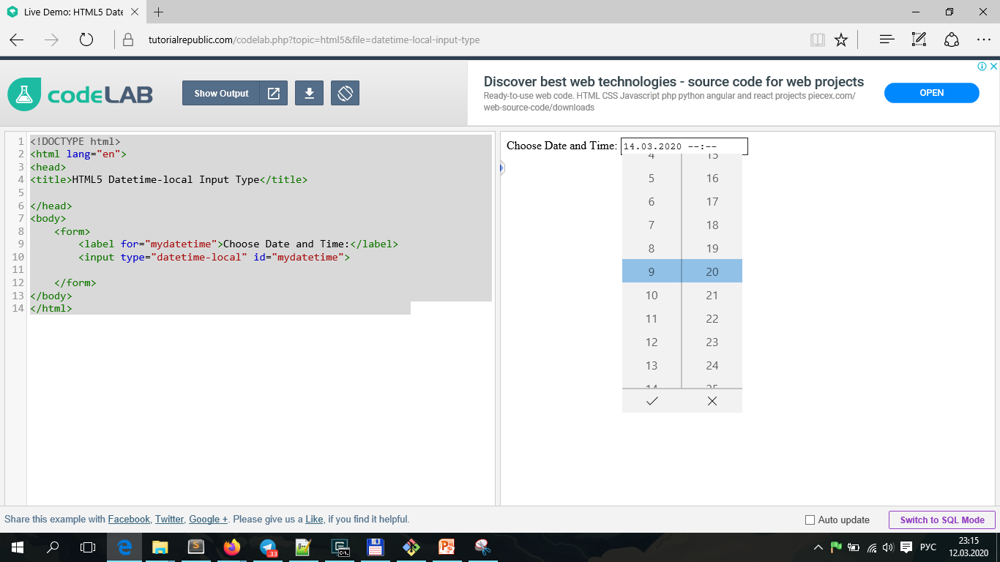 Live Demo: HTML5 Date
tutorialrepublic.com/codelab.php?topic=html5&file=datetime-local-input-type
codeLAB
Show Output
Discover best web technologies - source code for web projects
Ready-to-use web code. HTML CSS Javascript php python angular and react projects piecex.com/
web-source-code/downloads
OPEN
1 <!DOCTYPE html>
2 <html lang="en">
3 <head>
4 <title>HTML5 Datetime-local Input Type</title>
5
6 </head>
7 <body>
8     <form>
9         <label for="mydatetime">Choose Date and Time:</label>
10         <input type="datetime-local" id="mydatetime">
11
12     </form>
13 </body>
14 </html>
Choose Date and Time: 14.03.2020 --:--
4 15
5 16
6 17
7 18
8 19
9 20
10 21
11 22
12 23
13 24
14 25
Share this example with Facebook, Twitter, Google +. Please give us a Like, if you find it helpful.
Auto update
Switch to SQL Mode
33
C:\
РУС
23:15
12.03.2020